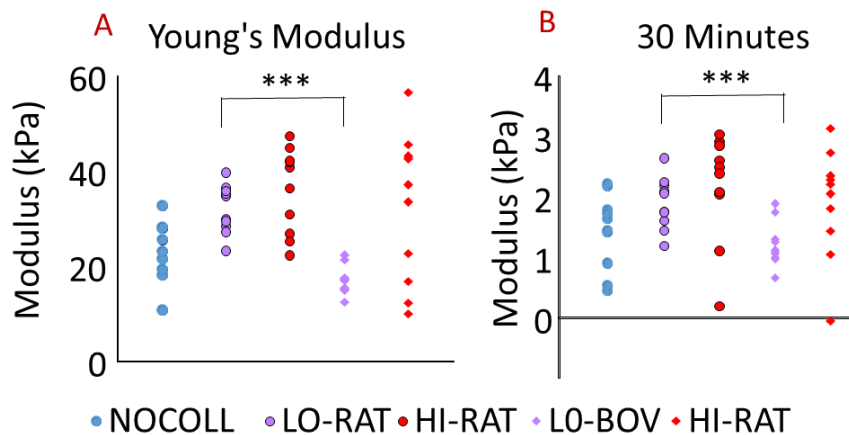 A Young's Modulus
B 30 Minutes
Modulus (kPa)
60
40
20
0
***
Modulus (kPa)
4
3
2
1
0
***
NOCOLL LO-RAT HI-RAT L0-BOV HI-RAT